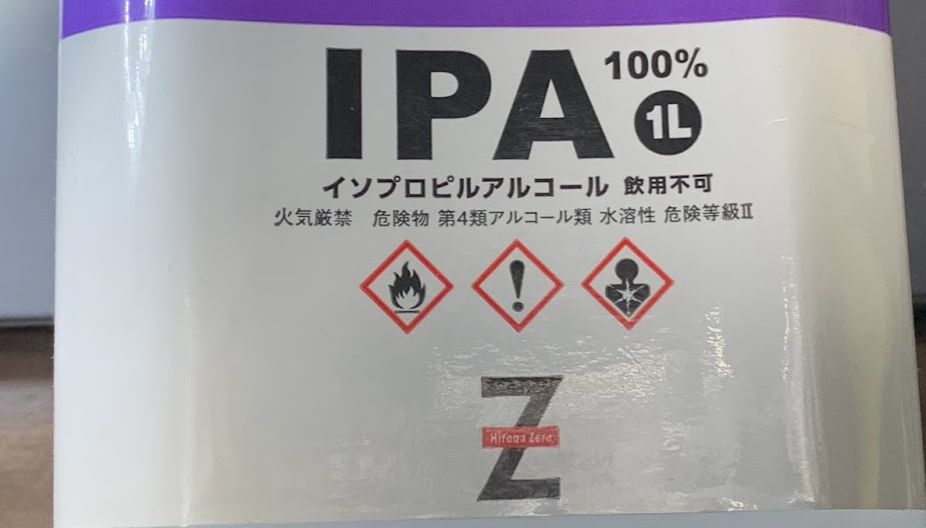 IPA 100%
1L
イソプロピルアルコール 飲用不可
火気厳禁 危険物 第4類アルコール類 水溶性 危険等級Ⅱ
Z
Hiroba Zero